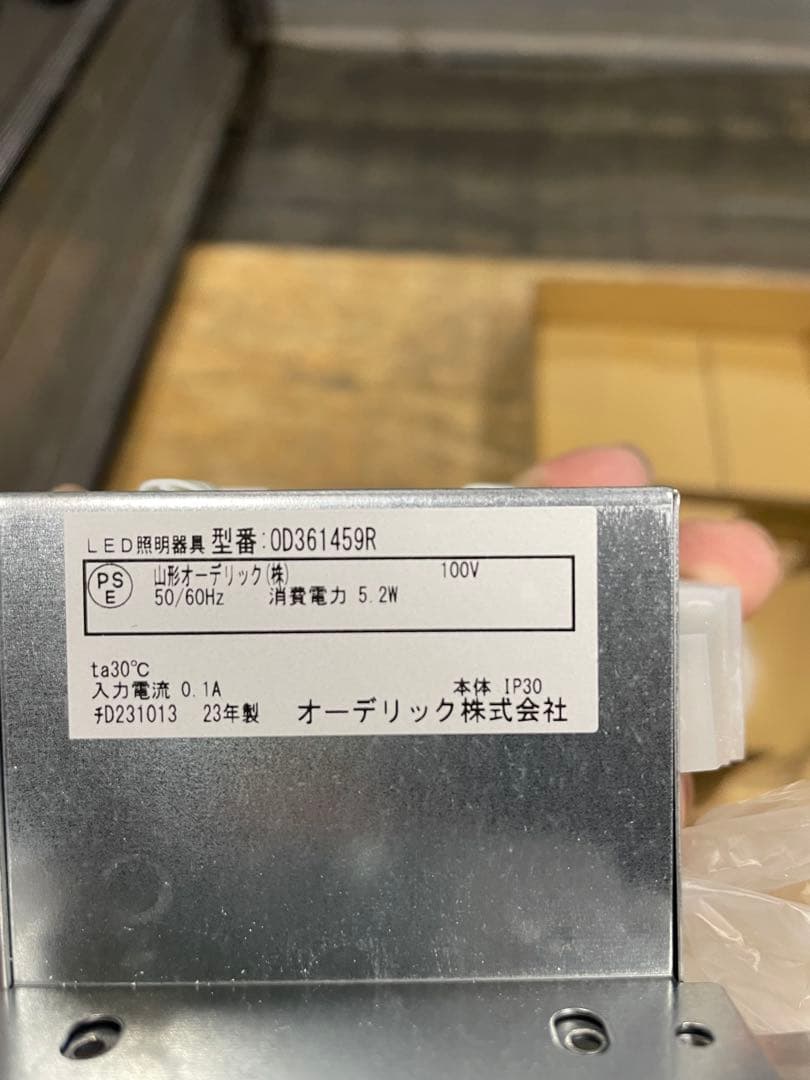 LED照明器具 型番:OD361459R
PS
E
山形オーデリック(株) 100V
50/60Hz 消費電力 5.2W
ta30℃
入力電流 0.1A 本体 IP30
ﾁD231013 23年製 オーデリック株式会社